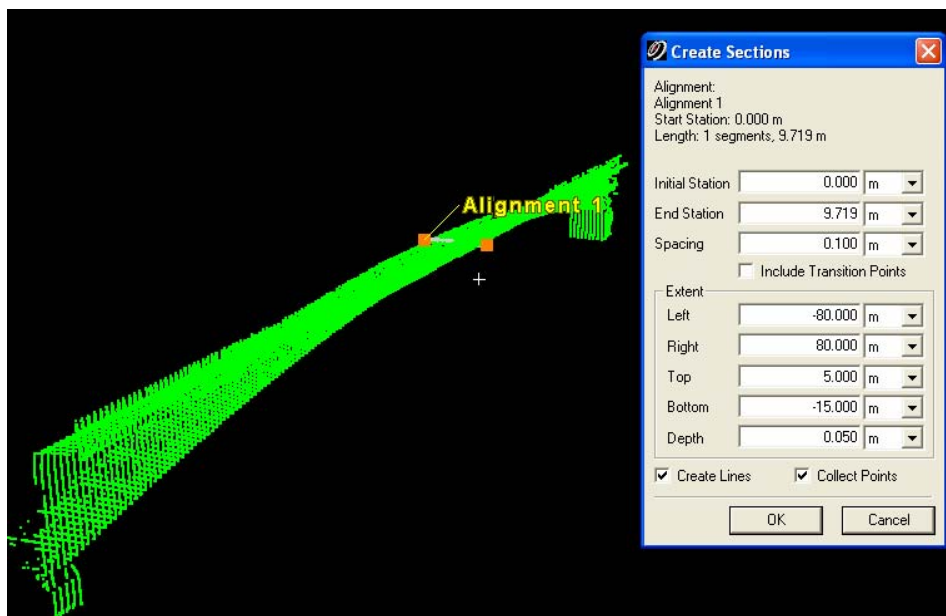 Alignment 1
Create Sections
Alignment:
Alignment 1
Start Station: 0.000 m
Length: 1 segments, 9.719 m
Initial Station 0.000 m
End Station 9.719 m
Spacing 0.100 m
Include Transition Points
Extent
Left -80.000 m
Right 80.000 m
Top 5.000 m
Bottom -15.000 m
Depth 0.050 m
Create Lines Collect Points
OK Cancel